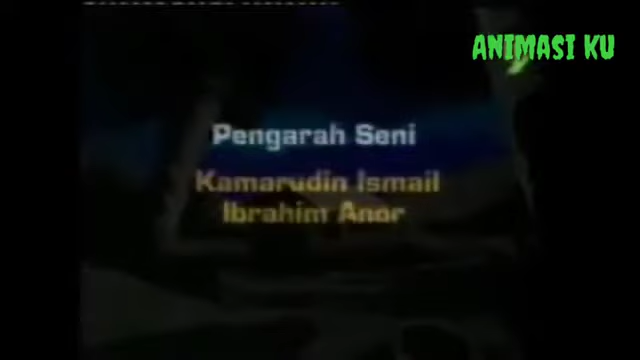 ANIMASI KU
Pengarah Seni
Kamarudin Ismail
Ibrahim Anor